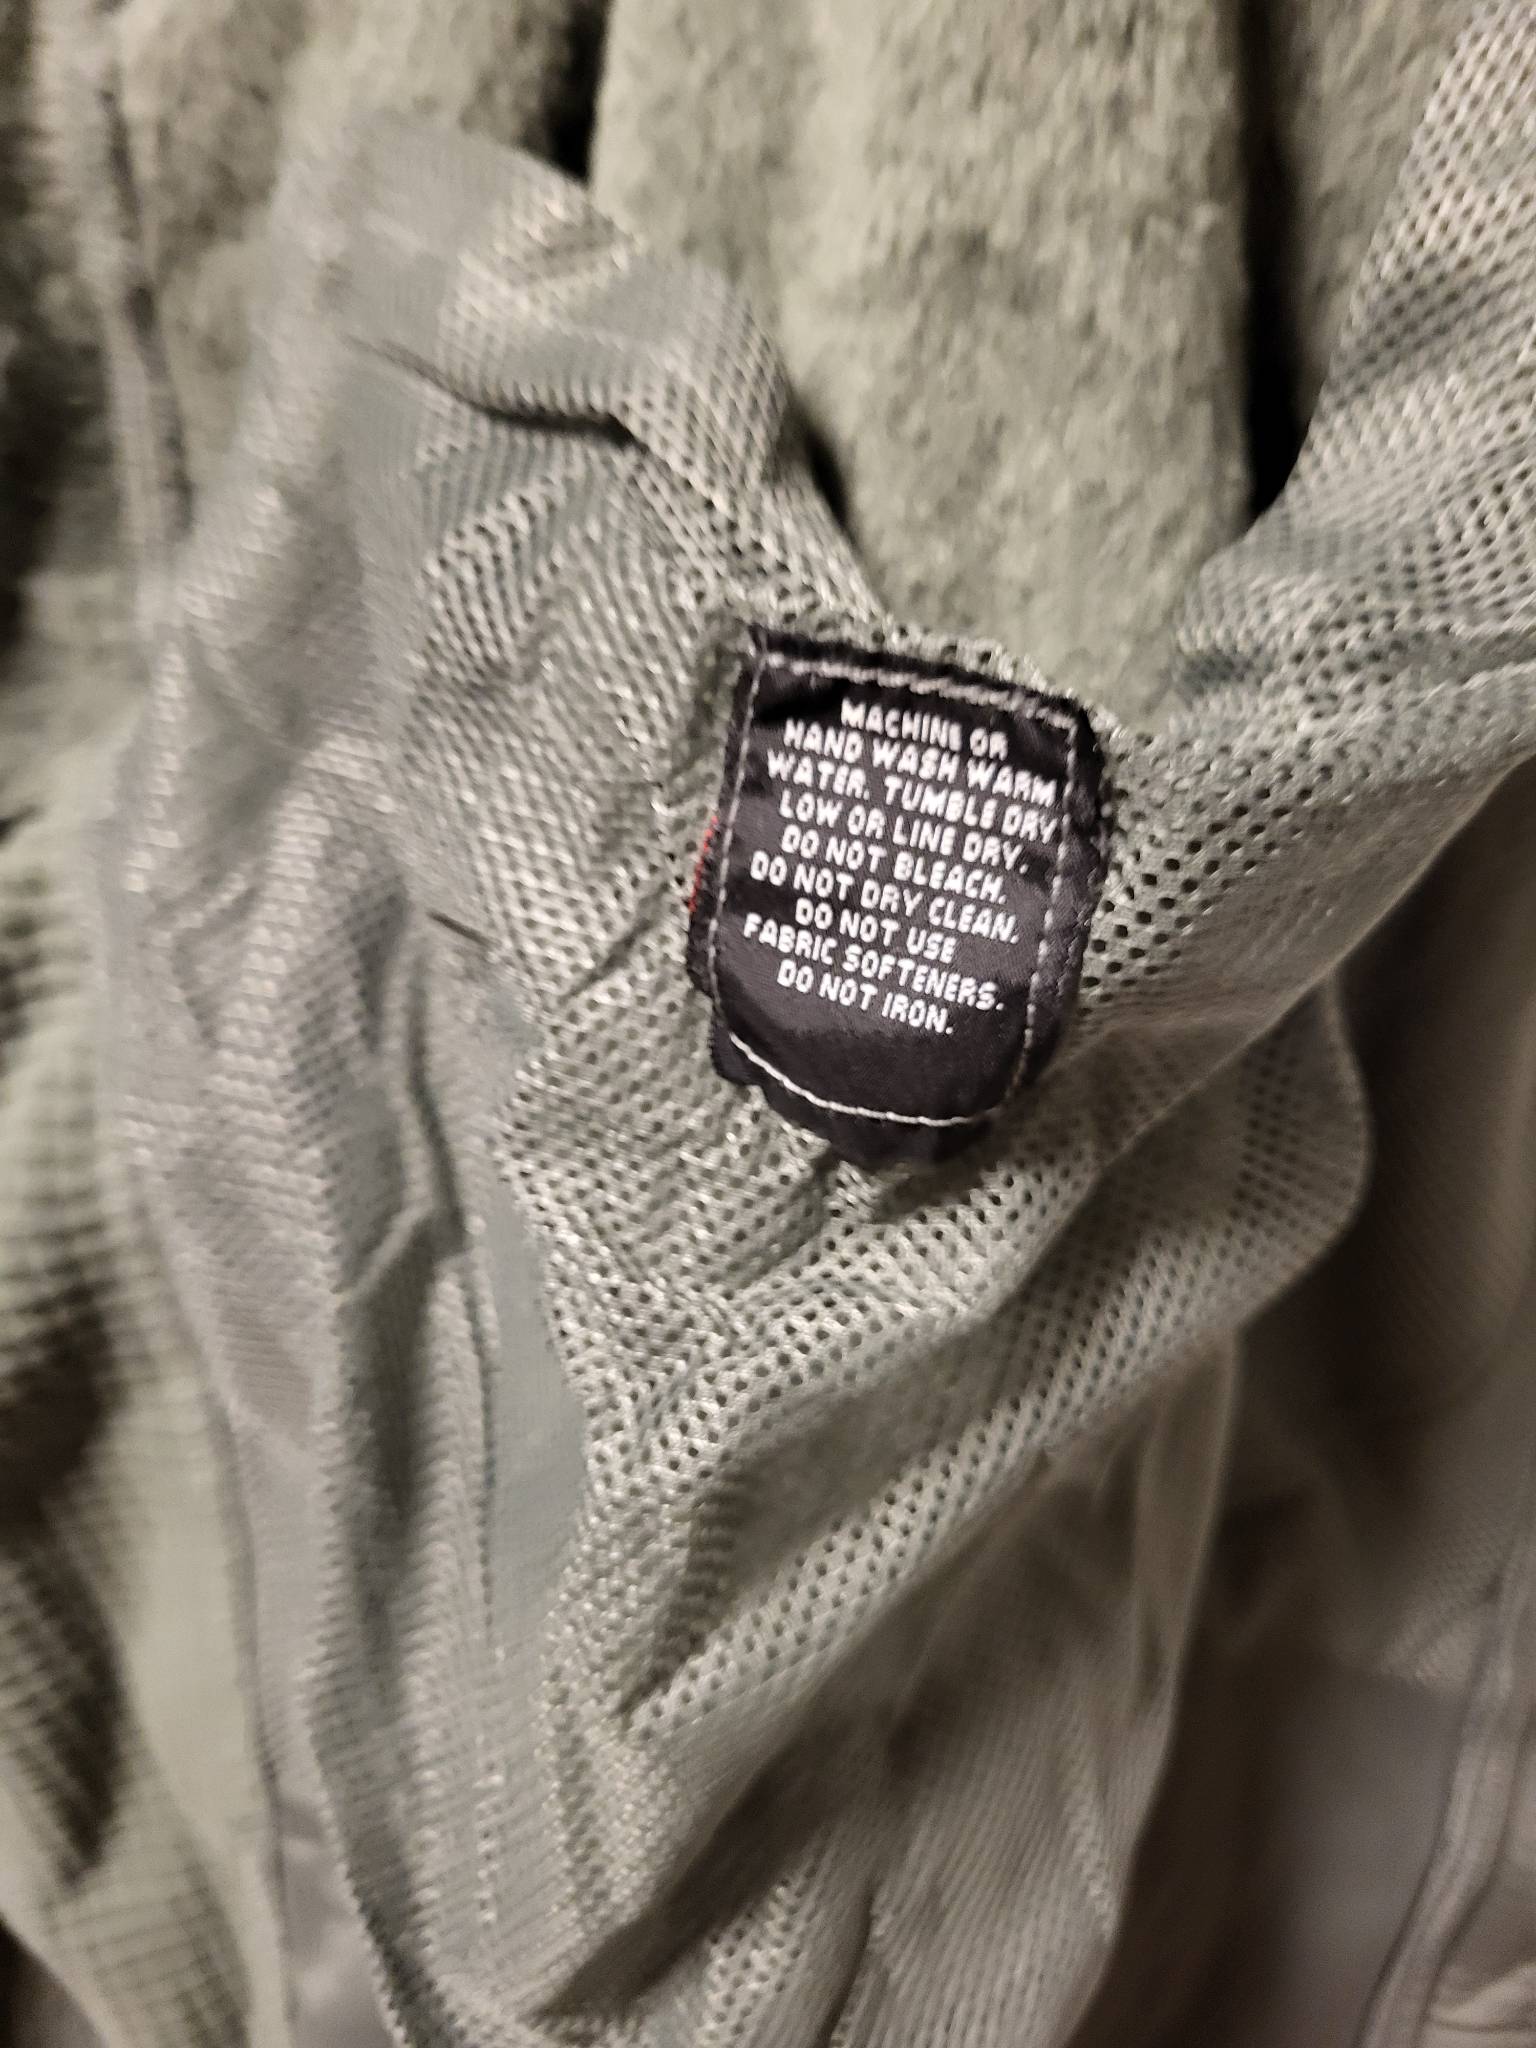 MACHINE OR
HAND WASH WARM
WATER. TUMBLE DRY
LOW OR LINE DRY.
DO NOT BLEACH.
DO NOT DRY CLEAN.
DO NOT USE
FABRIC SOFTENERS.
DO NOT IRON.